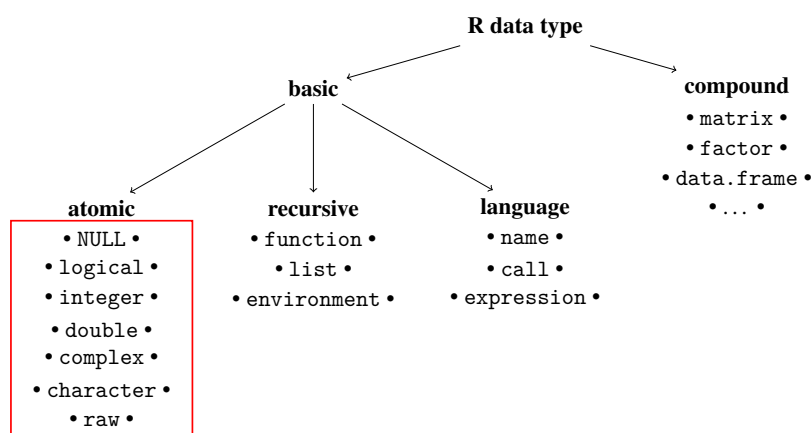 R data type
basic
compound
• matrix •
• factor •
• data.frame •
• ... •
atomic
• NULL •
• logical •
• integer •
• double •
• complex •
• character •
• raw •
recursive
• function •
• list •
• environment •
language
• name •
• call •
• expression •